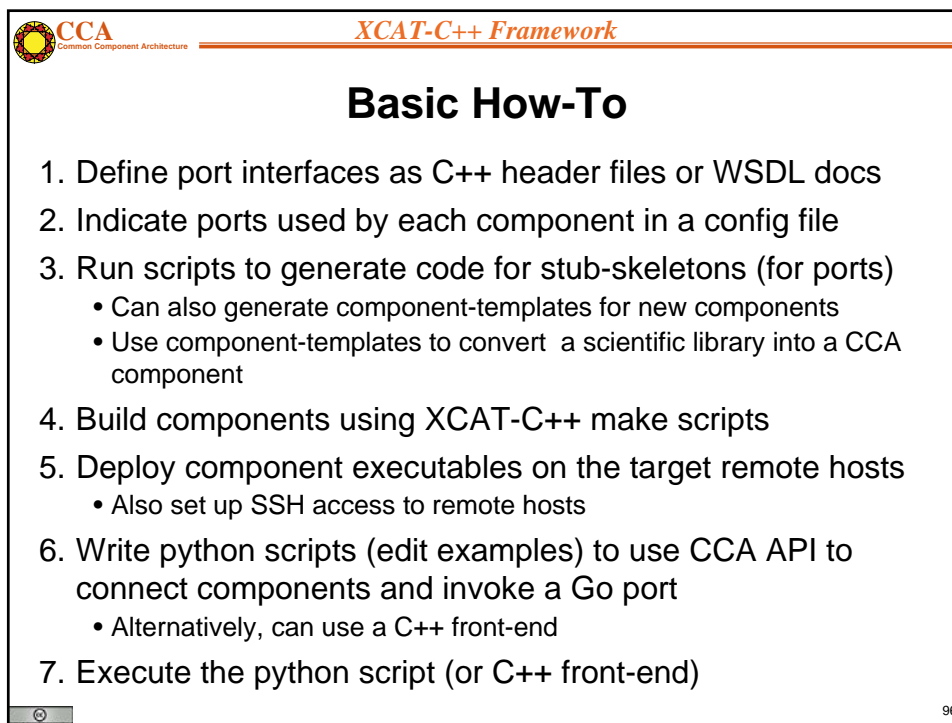 CCA
Common Component Architecture
XCAT-C++ Framework
Basic How-To
1. Define port interfaces as C++ header files or WSDL docs
2. Indicate ports used by each component in a config file
3. Run scripts to generate code for stub-skeletons (for ports)
• Can also generate component-templates for new components
• Use component-templates to convert a scientific library into a CCA
component
4. Build components using XCAT-C++ make scripts
5. Deploy component executables on the target remote hosts
• Also set up SSH access to remote hosts
6. Write python scripts (edit examples) to use CCA API to
connect components and invoke a Go port
• Alternatively, can use a C++ front-end
7. Execute the python script (or C++ front-end)
cc